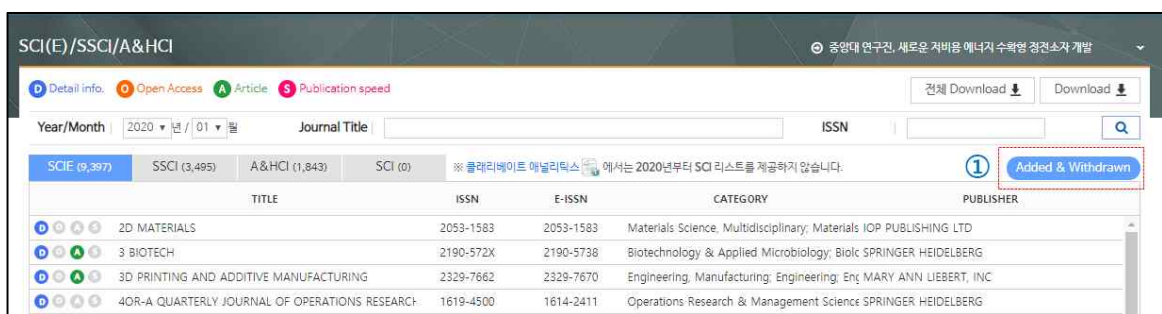 SCI(E)/SSCI/A&HCI 중앙대 연구진, 새로운 저비용 에너지 수확형 정전소자 개발
D Detail info. O Open Access A Article S Publication speed 전체 Download Download
Year/Month 2020 년 / 01 월 Journal Title ISSN
SCIE (9,397) SSCI (3,495) A&HCI (1,843) SCI (0) ※ 클래리베이트 애널리틱스 에서는 2020년부터 SCI 리스트를 제공하지 않습니다. ① Added & Withdrawn
TITLE ISSN E-ISSN CATEGORY PUBLISHER
D O A S 2D MATERIALS 2053-1583 2053-1583 Materials Science, Multidisciplinary; Materials IOP PUBLISHING LTD
D O A S 3 BIOTECH 2190-572X 2190-5738 Biotechnology & Applied Microbiology; Biolc SPRINGER HEIDELBERG
D O A S 3D PRINTING AND ADDITIVE MANUFACTURING 2329-7662 2329-7670 Engineering, Manufacturing; Engineering; Enç MARY ANN LIEBERT, INC
D O A S 4OR-A QUARTERLY JOURNAL OF OPERATIONS RESEARCH 1619-4500 1614-2411 Operations Research & Management Science SPRINGER HEIDELBERG